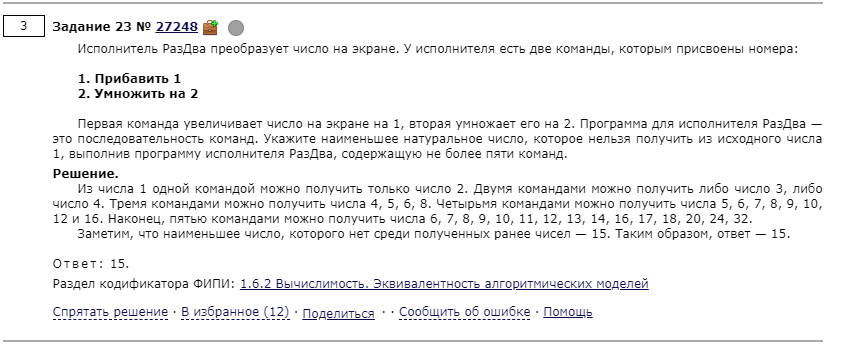 3
Задание 23 № 27248
Исполнитель РазДва преобразует число на экране. У исполнителя есть две команды, которым присвоены номера:
1. Прибавить 1
2. Умножить на 2
Первая команда увеличивает число на экране на 1, вторая умножает его на 2. Программа для исполнителя РазДва —
это последовательность команд. Укажите наименьшее натуральное число, которое нельзя получить из исходного числа
1, выполнив программу исполнителя РазДва, содержащую не более пяти команд.
Решение.
Из числа 1 одной командой можно получить только число 2. Двумя командами можно получить либо число 3, либо
число 4. Тремя командами можно получить числа 4, 5, 6, 8. Четырьмя командами можно получить числа 5, 6, 7, 8, 9, 10,
12 и 16. Наконец, пятью командами можно получить числа 6, 7, 8, 9, 10, 11, 12, 13, 14, 16, 17, 18, 20, 24, 32.
Заметим, что наименьшее число, которого нет среди полученных ранее чисел — 15. Таким образом, ответ — 15.
Ответ: 15.
Раздел кодификатора ФИПИ: 1.6.2 Вычислимость. Эквивалентность алгоритмических моделей
Спрятать решение · В избранное (12) · Поделиться · · Сообщить об ошибке · Помощь